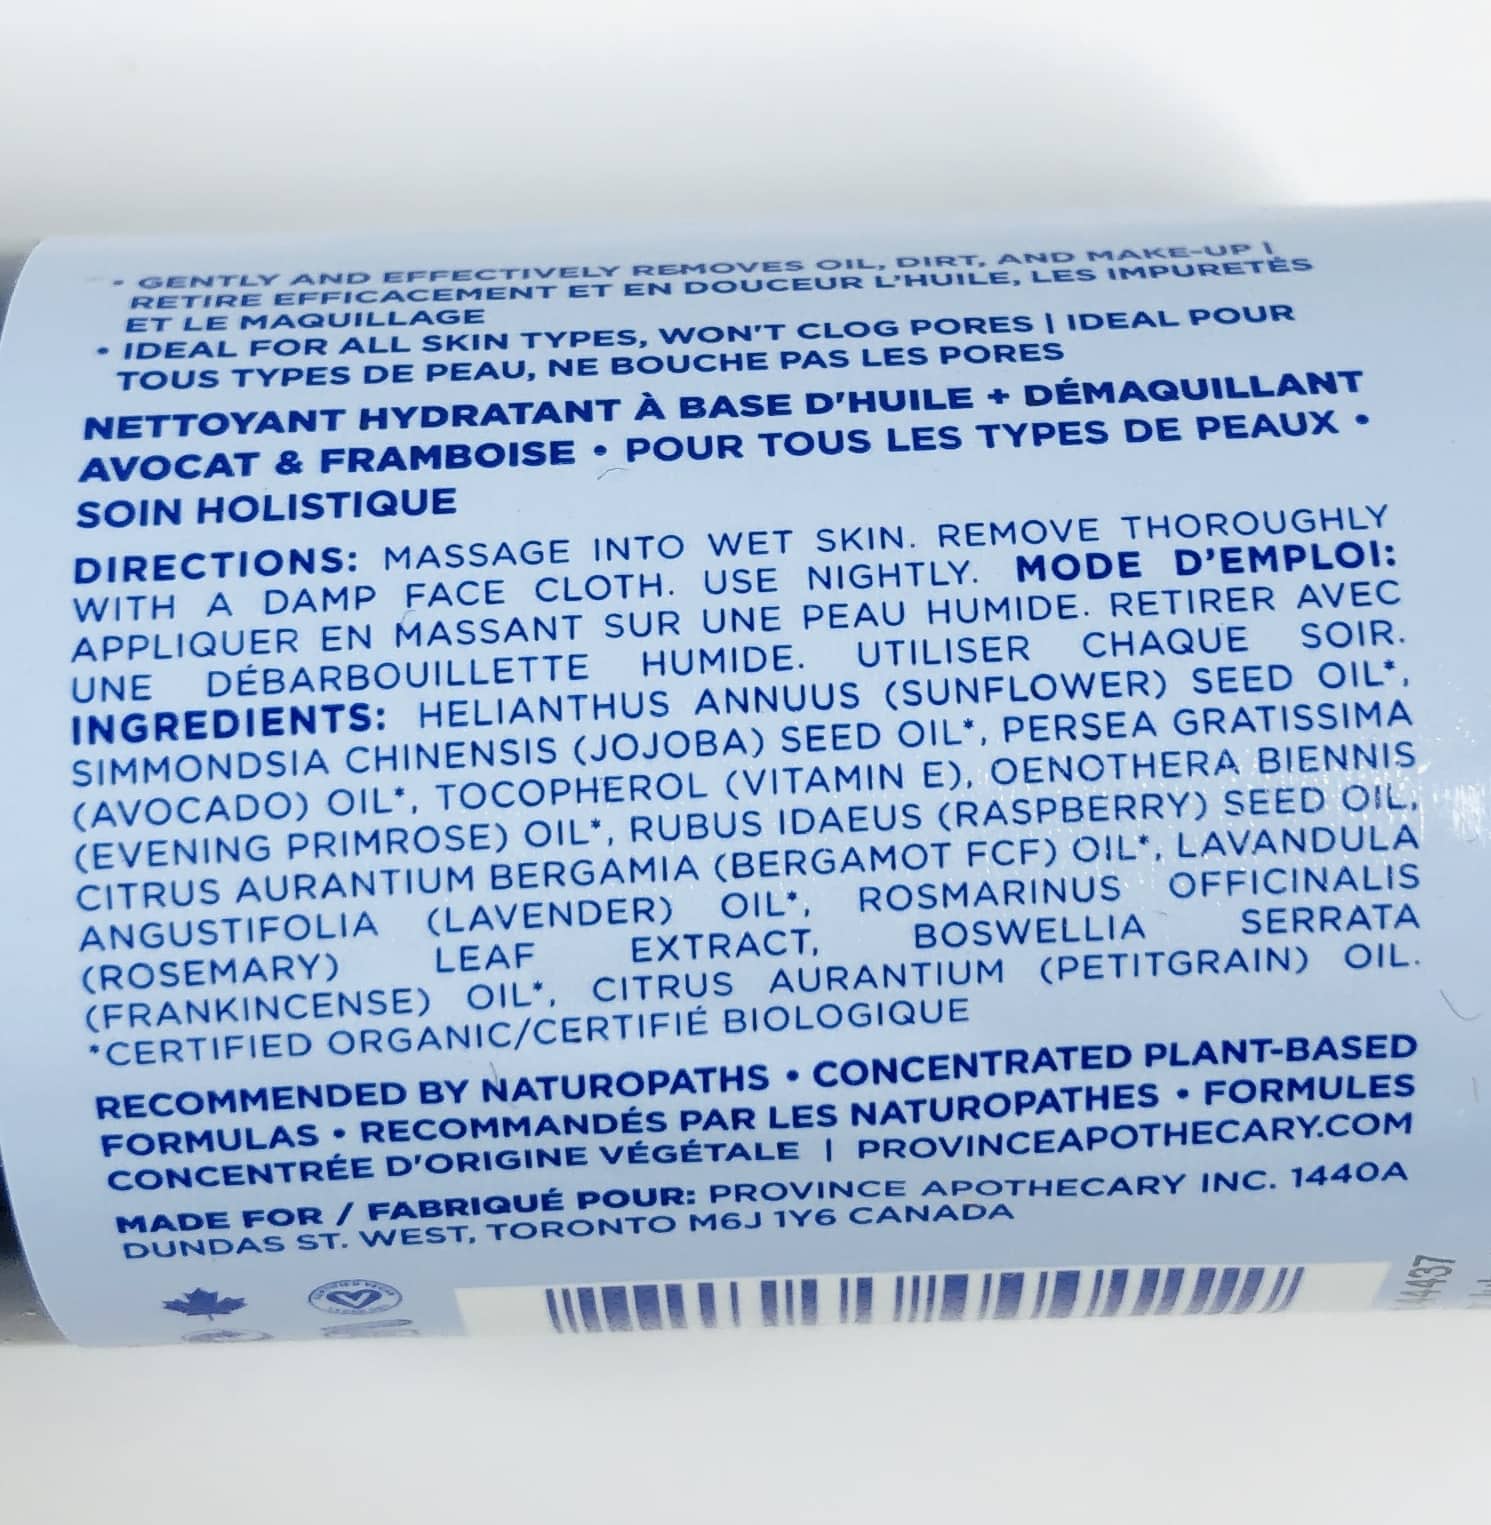 • GENTLY AND EFFECTIVELY REMOVES OIL, DIRT, AND MAKE-UP |
RETIRE EFFICACEMENT ET EN DOUCEUR L'HUILE, LES IMPURETÉS
ET LE MAQUILLAGE
• IDEAL FOR ALL SKIN TYPES, WON'T CLOG PORES | IDEAL POUR
TOUS TYPES DE PEAU, NE BOUCHE PAS LES PORES
NETTOYANT HYDRATANT À BASE D'HUILE + DÉMAQUILLANT
AVOCAT & FRAMBOISE • POUR TOUS LES TYPES DE PEAUX •
SOIN HOLISTIQUE
DIRECTIONS: MASSAGE INTO WET SKIN. REMOVE THOROUGHLY
WITH A DAMP FACE CLOTH. USE NIGHTLY. MODE D'EMPLOI:
APPLIQUER EN MASSANT SUR UNE PEAU HUMIDE. RETIRER AVEC
UNE DÉBARBOUILLETTE HUMIDE. UTILISER CHAQUE SOIR.
INGREDIENTS: HELIANTHUS ANNUUS (SUNFLOWER) SEED OIL*,
SIMMONDSIA CHINENSIS (JOJOBA) SEED OIL*, PERSEA GRATISSIMA
(AVOCADO) OIL*, TOCOPHEROL (VITAMIN E), OENOTHERA BIENNIS
(EVENING PRIMROSE) OIL*, RUBUS IDAEUS (RASPBERRY) SEED OIL,
CITRUS AURANTIUM BERGAMIA (BERGAMOT FCF) OIL*, LAVANDULA
ANGUSTIFOLIA (LAVENDER) OIL*, ROSMARINUS OFFICINALIS
(ROSEMARY) LEAF EXTRACT, BOSWELLIA SERRATA
(FRANKINCENSE) OIL*, CITRUS AURANTIUM (PETITGRAIN) OIL.
*CERTIFIED ORGANIC/CERTIFIÉ BIOLOGIQUE
RECOMMENDED BY NATUROPATHS • CONCENTRATED PLANT-BASED
FORMULAS • RECOMMANDÉS PAR LES NATUROPATHES • FORMULES
CONCENTRÉE D'ORIGINE VÉGÉTALE | PROVINCEAPOTHECARY.COM
MADE FOR / FABRIQUÉ POUR: PROVINCE APOTHECARY INC. 1440A
DUNDAS ST. WEST, TORONTO M6J 1Y6 CANADA